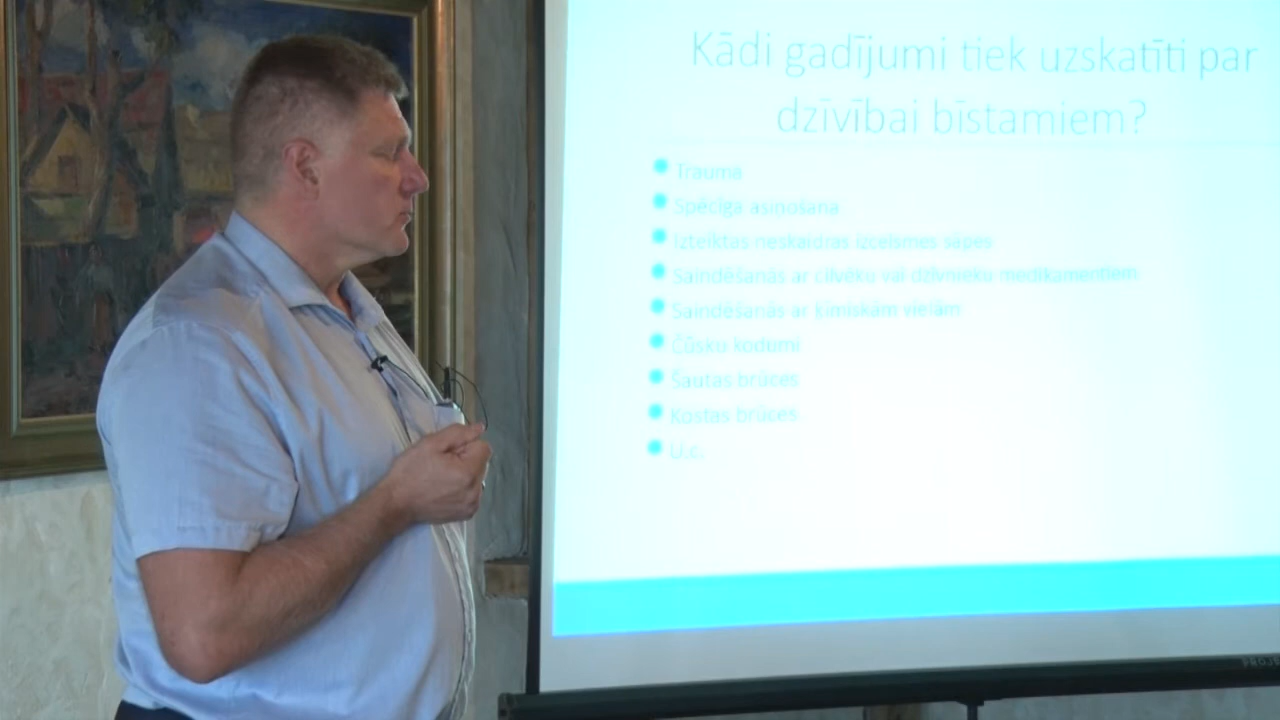 Kādi gadījumi tiek uzskatīti par
dzīvībai bīstamiem?
Trauma
Spēcīga asiņošana
Izteiktas neskaidras izcelsmes sāpes
Saindēšanās ar cilvēku vai dzīvnieku medikamentiem
Saindēšanās ar ķīmiskām vielām
Čūsku kodumi
Šautas brūces
Kostas brūces
U.c.